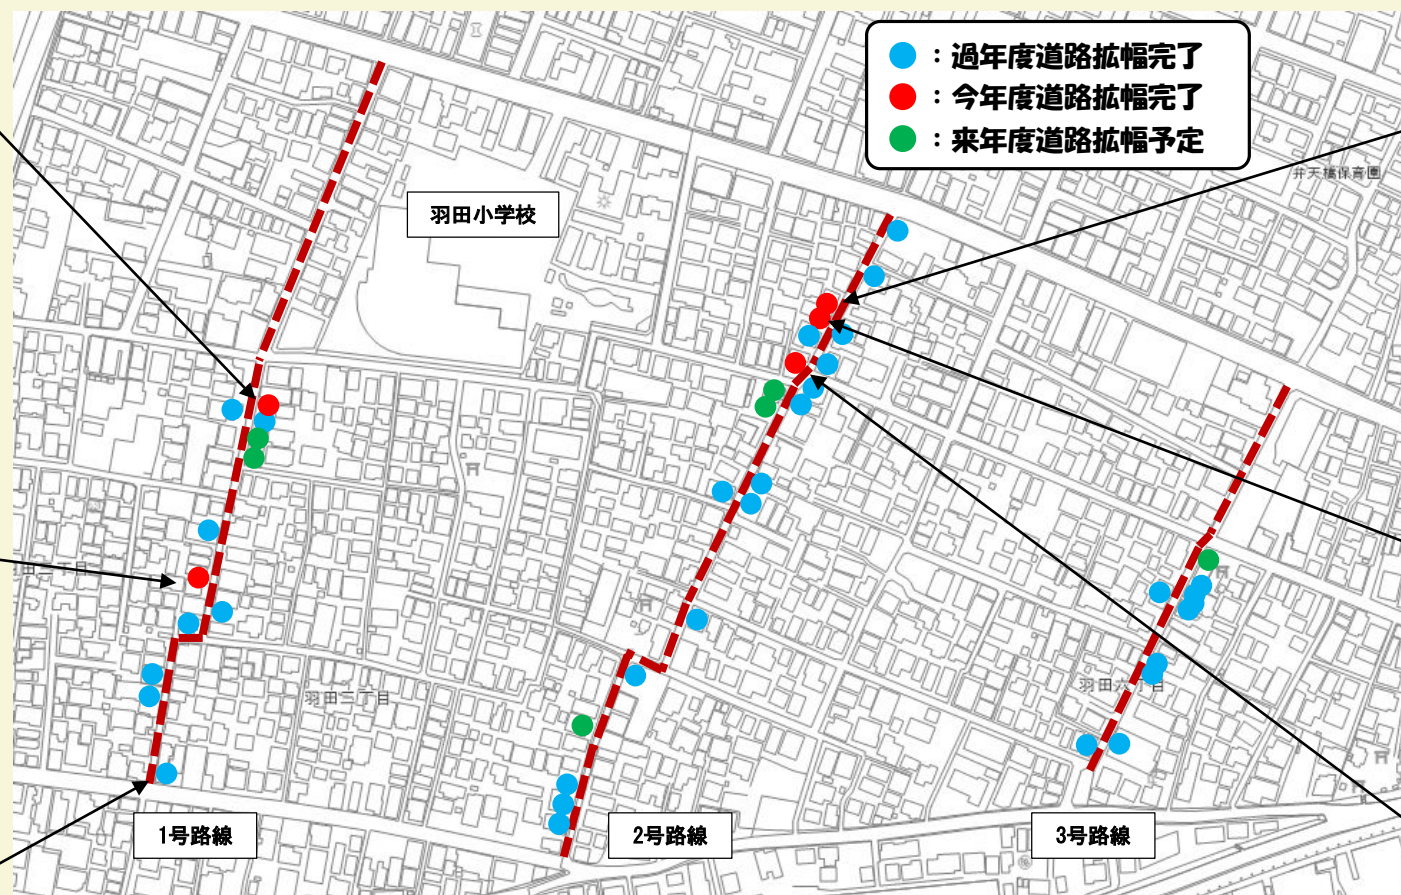 ：過年度道路拡幅完了
：今年度道路拡幅完了
：来年度道路拡幅予定
弁天橋保育園
羽田小学校
羽田三丁目
羽田六丁目
1号路線
2号路線
3号路線